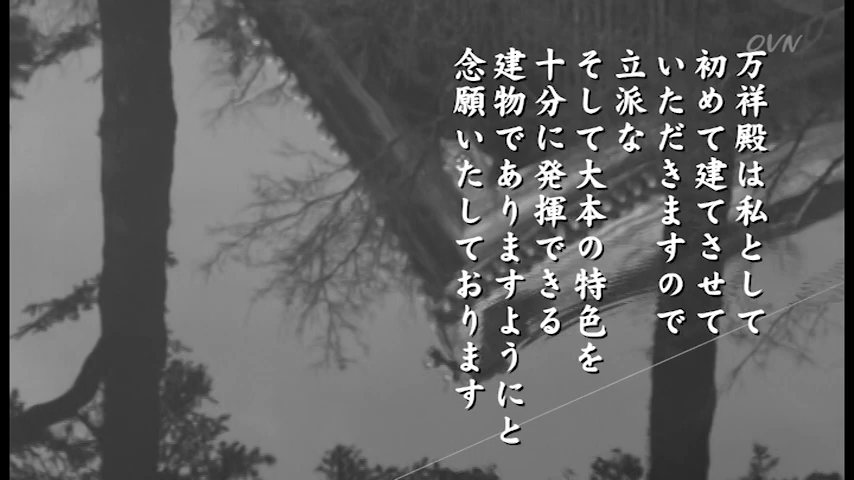 OVN
万祥殿は私として
初めて建てさせて
いただきますので
立派な
そして大本の特色を
十分に発揮できる
建物でありますようにと
念願いたしております